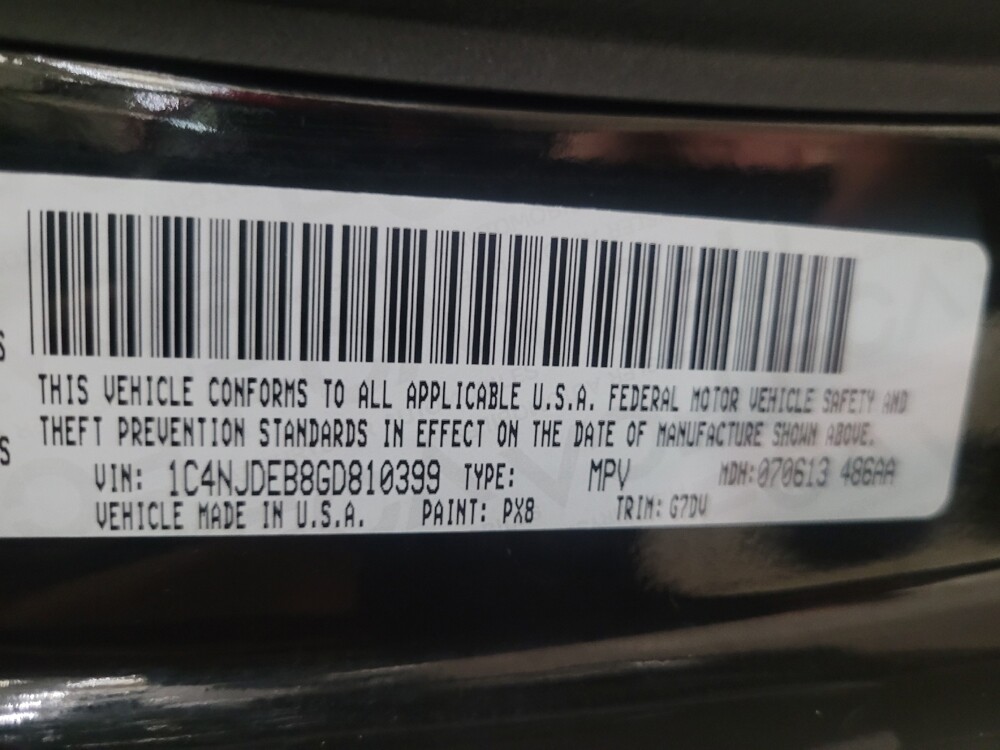 S
THIS VEHICLE CONFORMS TO ALL APPLICABLE U.S.A. FEDERAL MOTOR VEHICLE SAFETY AND
S
THEFT PREVENTION STANDARDS IN EFFECT ON THE DATE OF MANUFACTURE SHOWN ABOVE.
VIN: 1C4NJDEB8GD810399 TYPE: MPV MDH:070613 486AA
VEHICLE MADE IN U.S.A. PAINT: PX8 TRIM: G7DV